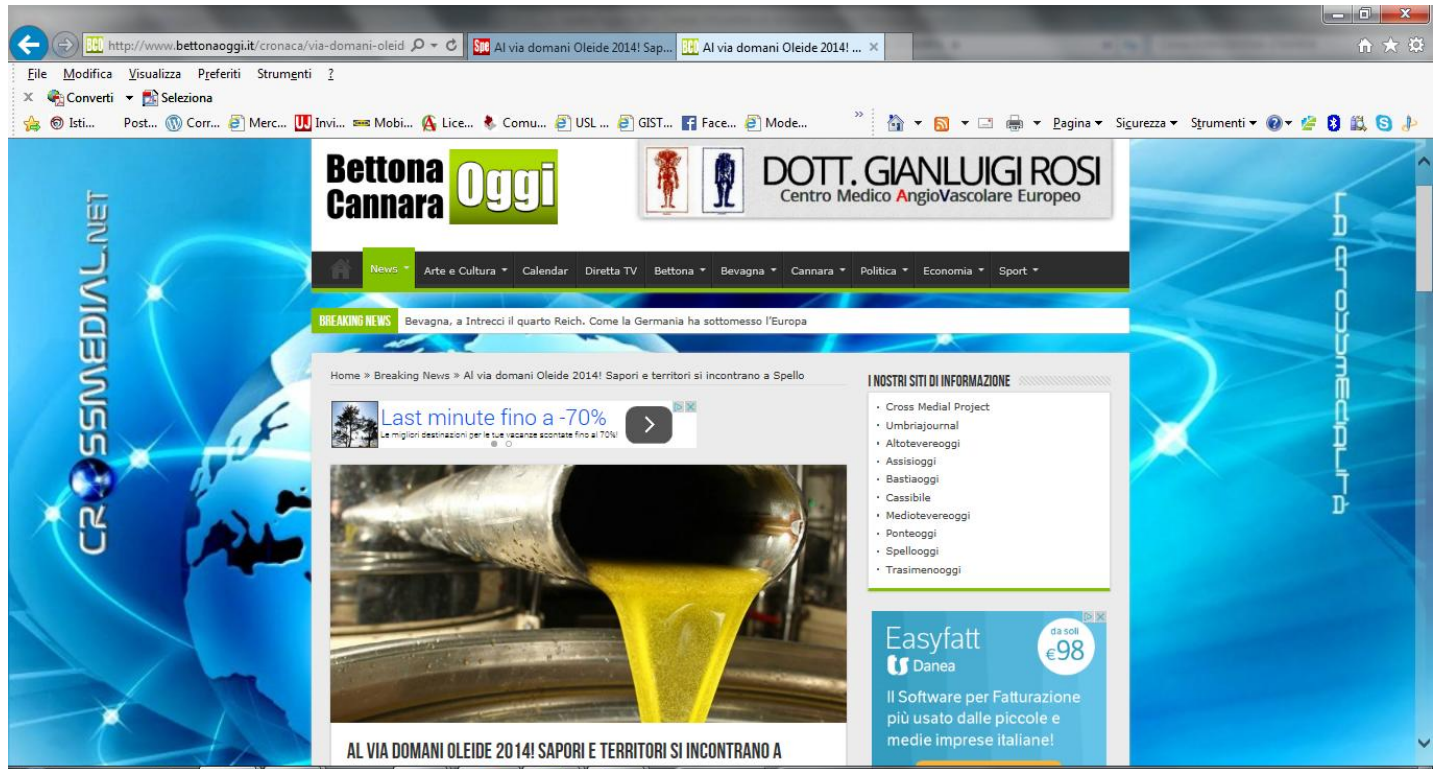 http://www.bettonaoggi.it/cronaca/via-domani-oleid
Al via domani Oleide 2014! Sap...
Al via domani Oleide 2014! ...
File Modifica Visualizza Preferiti Strumenti ?
x Converti Seleziona
Isti... Post... Corr... Merc... Invi... Mobi... Lice... Comu... USL ... GIST... Face... Mode... » Pagina Sicurezza Strumenti
CROSSMEDIAL.NET
Bettona
Cannara
Oggi
DOTT. GIANLUIGI ROSI
Centro Medico AngioVascolare Europeo
La crossmedialità
News Arte e Cultura Calendar Diretta TV Bettona Bevagna Cannara Politica Economia Sport
BREAKING NEWS Bevagna, a Intrecci il quarto Reich. Come la Germania ha sottomesso l'Europa
Home » Breaking News » Al via domani Oleide 2014! Sapori e territori si incontrano a Spello
Last minute fino a -70%
Le migliori destinazioni per le tue vacanze scontate fino al 70%!
AL VIA DOMANI OLEIDE 2014! SAPORI E TERRITORI SI INCONTRANO A
I NOSTRI SITI DI INFORMAZIONE
Cross Medial Project
Umbriajournal
Altotevereoggi
Assisioggi
Bastiaoggi
Cassibile
Mediotevereoggi
Ponteoggi
Spellooggi
Trasimenooggi
Easyfatt
Danea
da soli
€98
Il Software per Fatturazione
più usato dalle piccole e
medie imprese italiane!